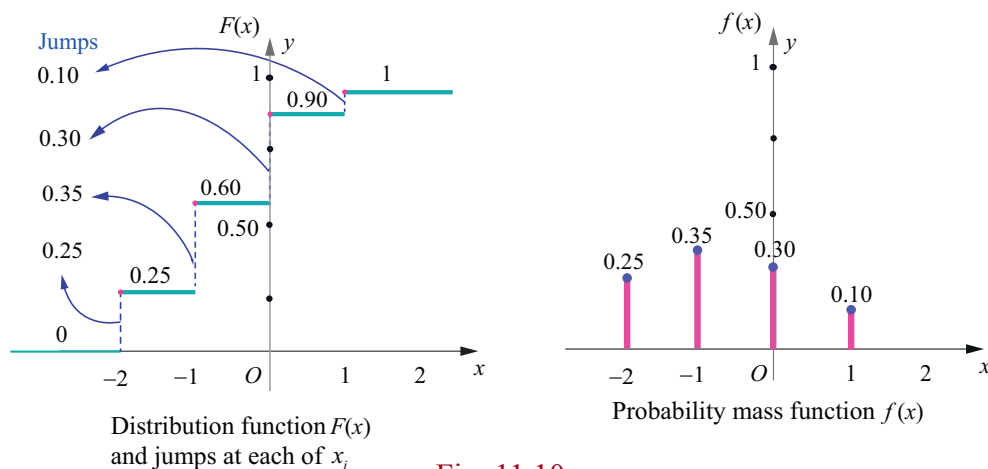 F(x)
y
Jumps
0.10
1
1
0.90
0.30
0.35
0.60
0.50
0.25
0.25
0
–2
–1
O
1
2
x
Distribution function F(x)
and jumps at each of xᵢ
f(x)
y
1
0.50
0.35
0.30
0.25
0.10
–2
–1
O
1
2
x
Probability mass function f(x)